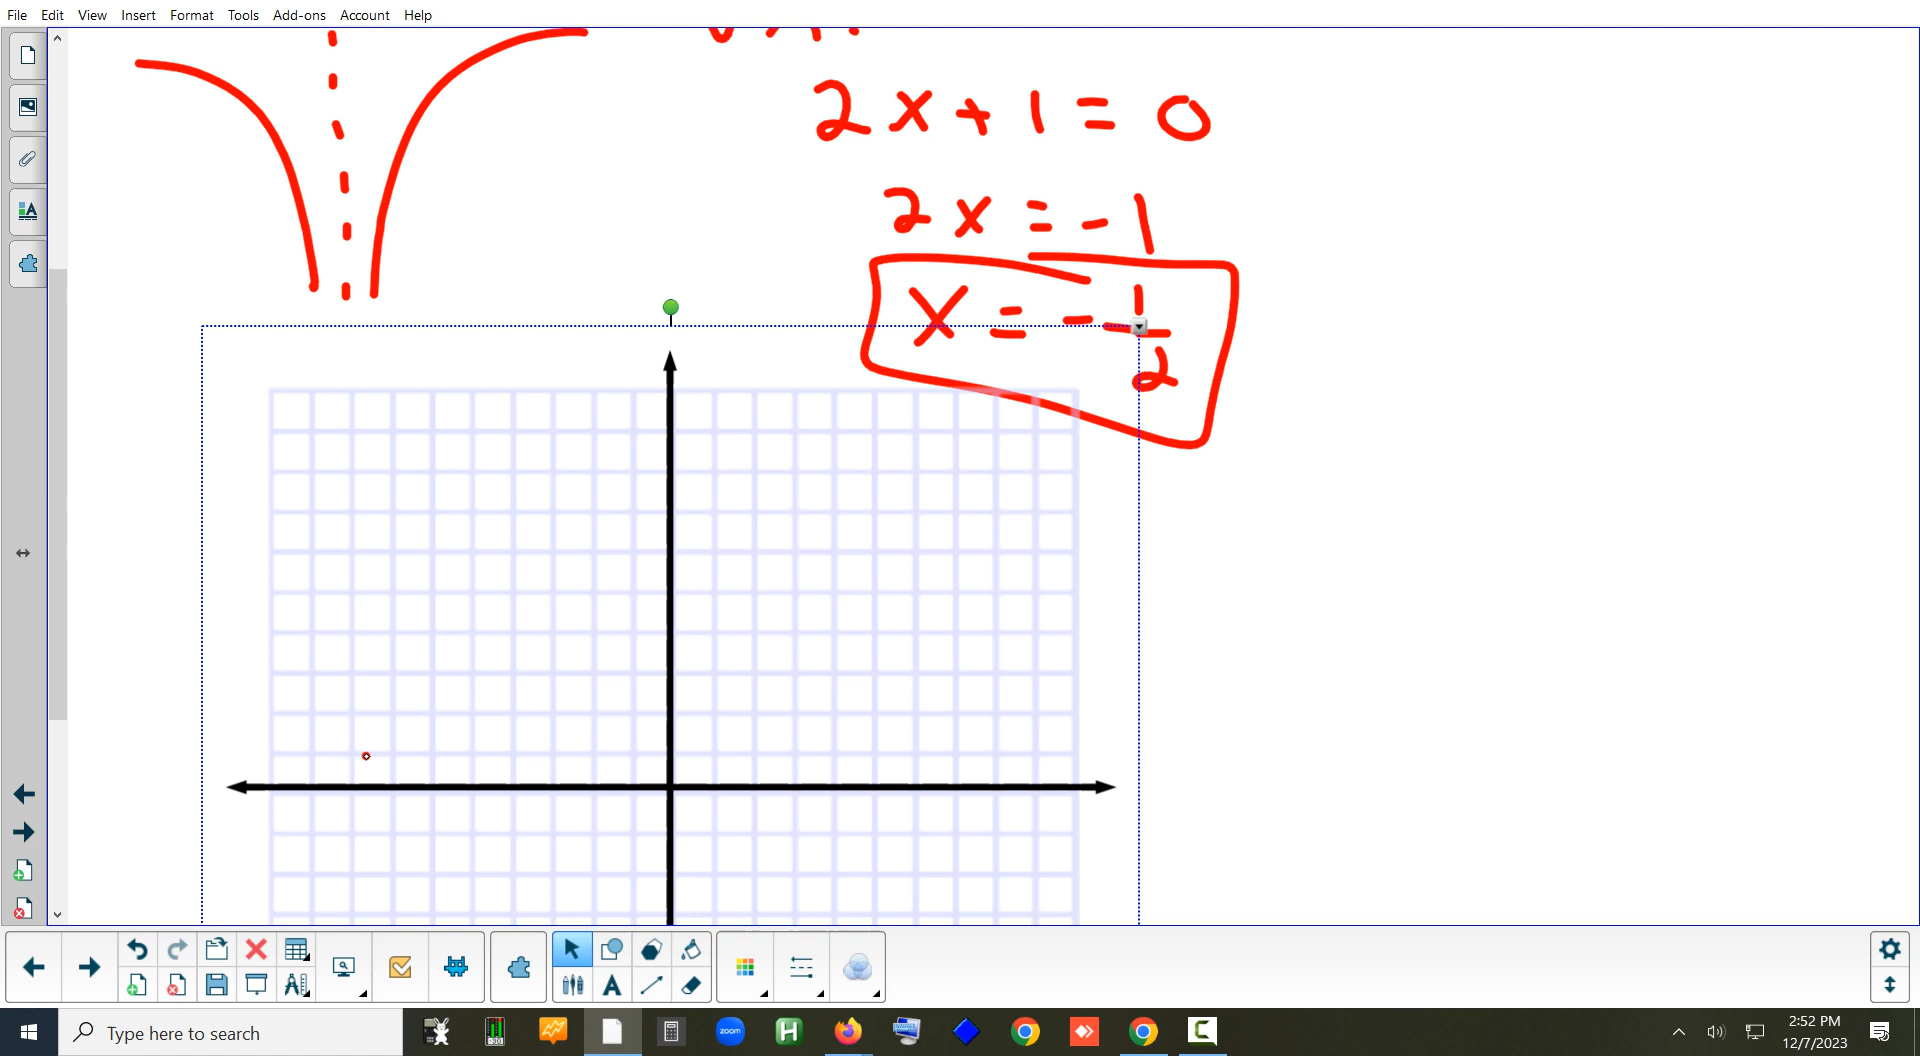 File Edit View Insert Format Tools Add-ons Account Help
2x + 1 = 0
2x = -1
x = - 1/2
A
A
Type here to search
zoom
H
C
2:52 PM
12/7/2023